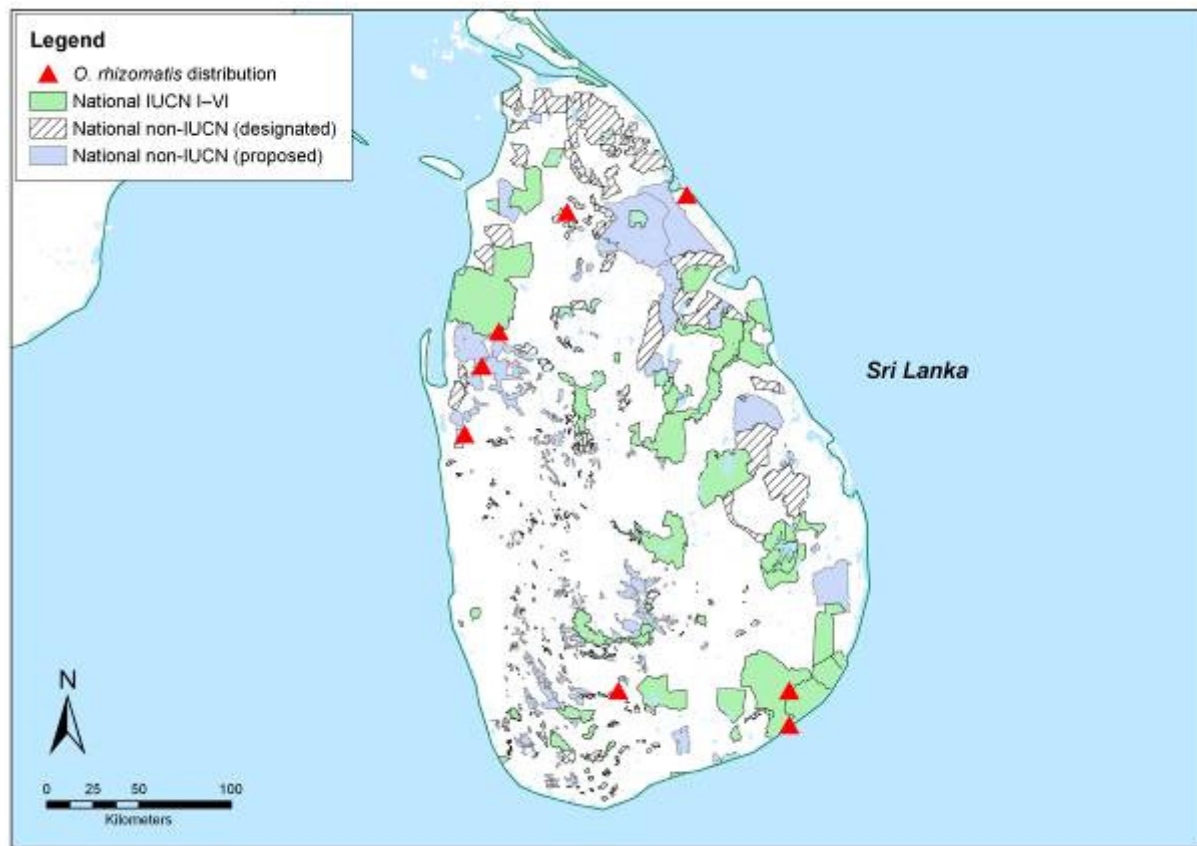 Legend
O. rhizomatis distribution
National IUCN I–VI
National non-IUCN (designated)
National non-IUCN (proposed)
Sri Lanka
N
0 25 50 100
Kilometers